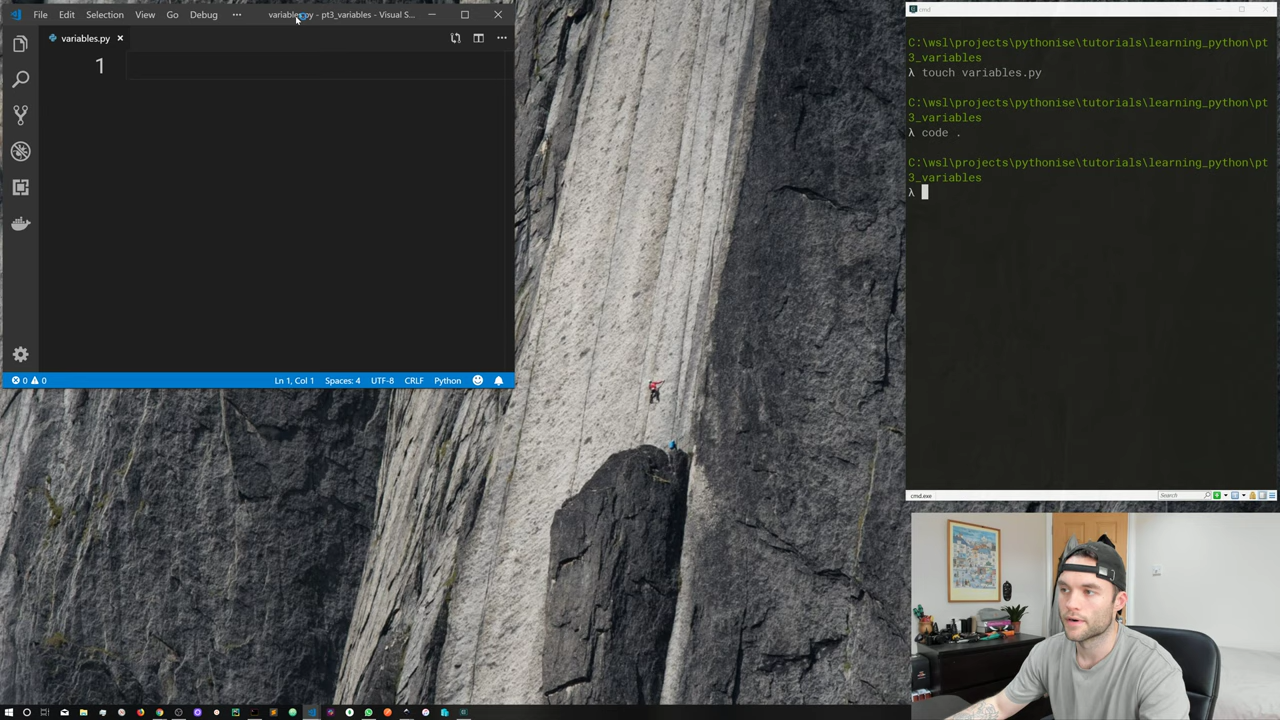 File Edit Selection View Go Debug ··· variables.py - pt3_variables - Visual S...
variables.py
1
0 0 Ln 1, Col 1 Spaces: 4 UTF-8 CRLF Python
cmd
C:\wsl\projects\pythonise\tutorials\learning_python\pt
3_variables
λ touch variables.py
C:\wsl\projects\pythonise\tutorials\learning_python\pt
3_variables
λ code .
C:\wsl\projects\pythonise\tutorials\learning_python\pt
3_variables
λ
cmd.exe Search